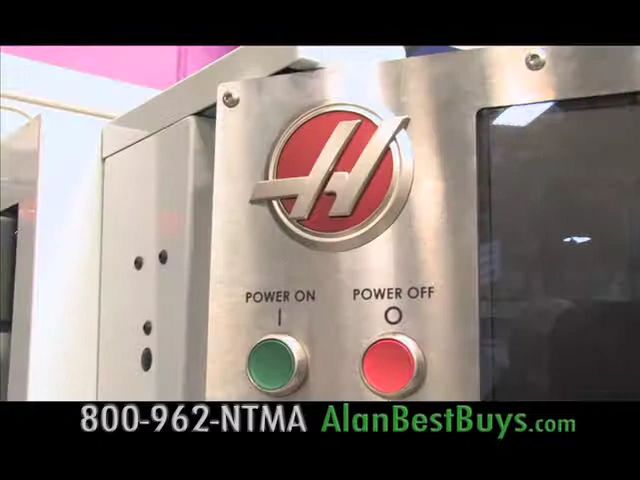 H
POWER ON
POWER OFF
I
O
800-962-NTMA AlanBestBuys.com